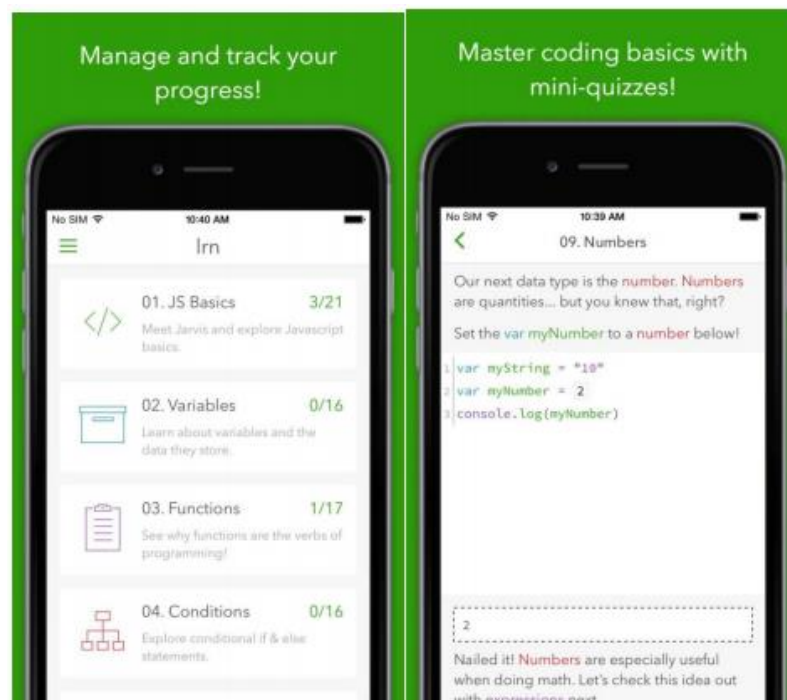 Manage and track your
progress!
No SIM
10:40 AM
lrn
01. JS Basics 3/21
Meet Jarvis and explore Javascript
basics.
02. Variables 0/16
Learn about variables and the
data they store.
03. Functions 1/17
See why functions are the verbs of
programming!
04. Conditions 0/16
Explore conditional if & else
statements.
Master coding basics with
mini-quizzes!
No SIM
10:39 AM
09. Numbers
Our next data type is the number. Numbers
are quantities... but you knew that, right?
Set the var myNumber to a number below!
1 var myString = "10"
2 var myNumber = 2
3 console.log(myNumber)
2
Nailed it! Numbers are especially useful
when doing math. Let's check this idea out
with expressions next